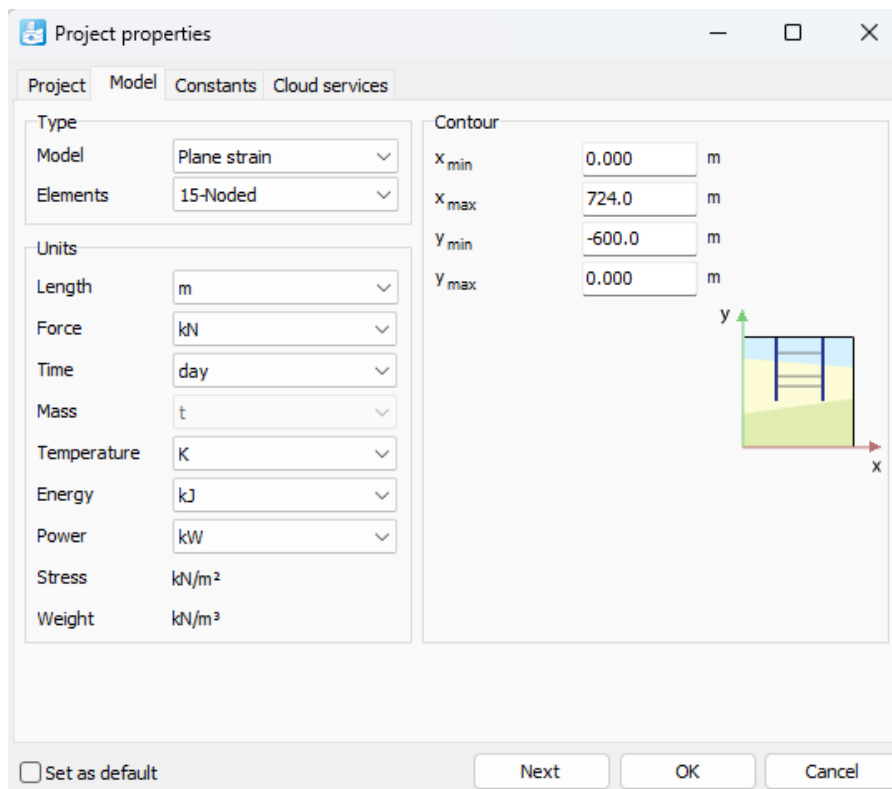 Project properties
Project Model Constants Cloud services
Type
Model Plane strain
Elements 15-Noded
Units
Length m
Force kN
Time day
Mass t
Temperature K
Energy kJ
Power kW
Stress kN/m²
Weight kN/m³
Contour
x min 0.000 m
x max 724.0 m
y min -600.0 m
y max 0.000 m
y
x
Set as default
Next OK Cancel